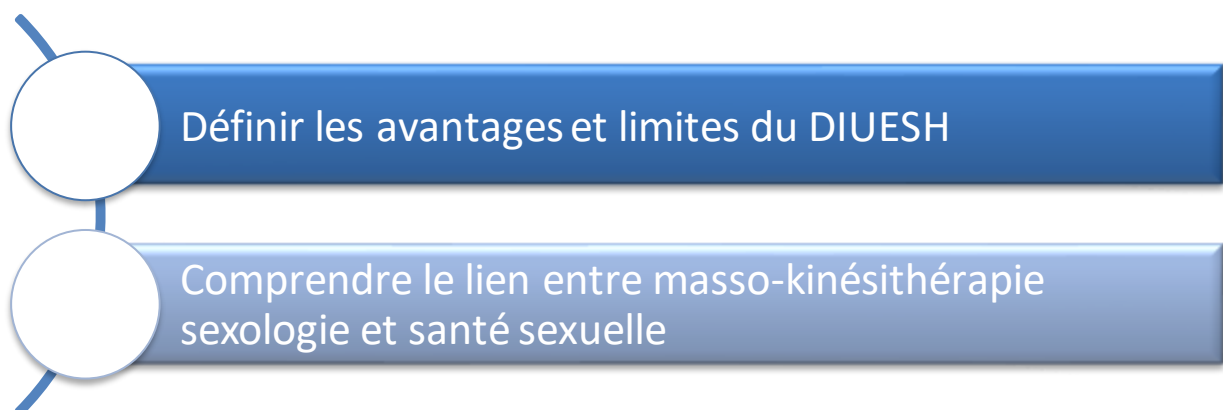 Définir les avantages et limites du DIUESH
Comprendre le lien entre masso-kinésithérapie
sexologie et santé sexuelle